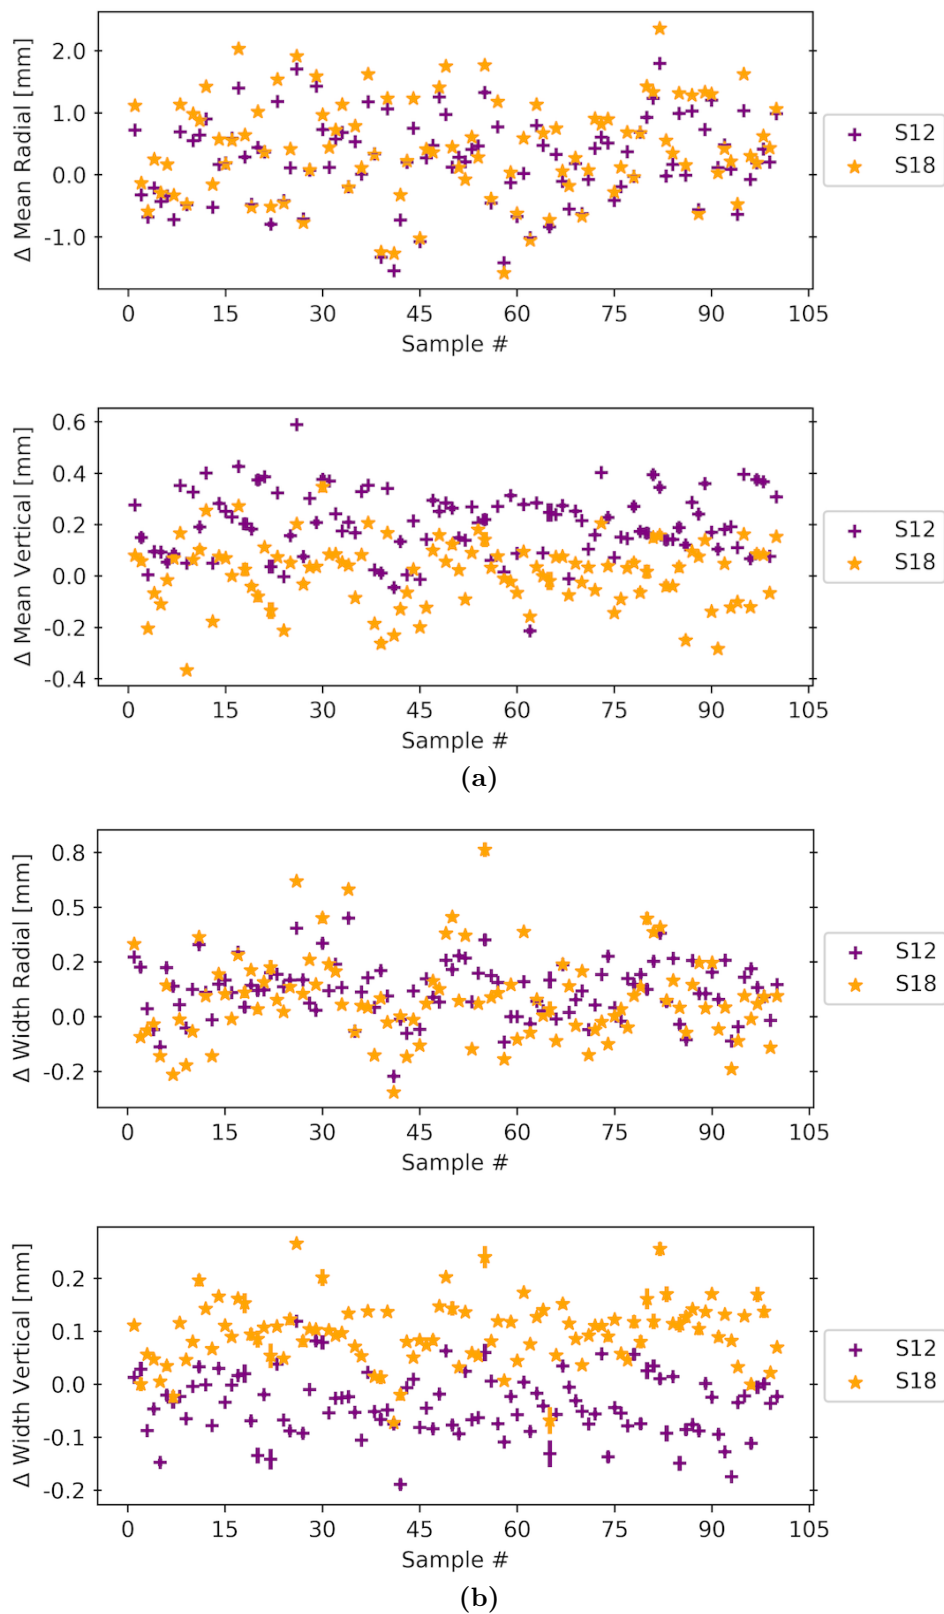 Δ Mean Radial [mm]
2.0
1.0
0.0
-1.0
0 15 30 45 60 75 90 105
Sample #
S12
S18
Δ Mean Vertical [mm]
0.6
0.4
0.2
0.0
-0.2
-0.4
0 15 30 45 60 75 90 105
Sample #
S12
S18
(a)
Δ Width Radial [mm]
0.8
0.5
0.2
0.0
-0.2
0 15 30 45 60 75 90 105
Sample #
S12
S18
Δ Width Vertical [mm]
0.2
0.1
0.0
-0.1
-0.2
0 15 30 45 60 75 90 105
Sample #
S12
S18
(b)